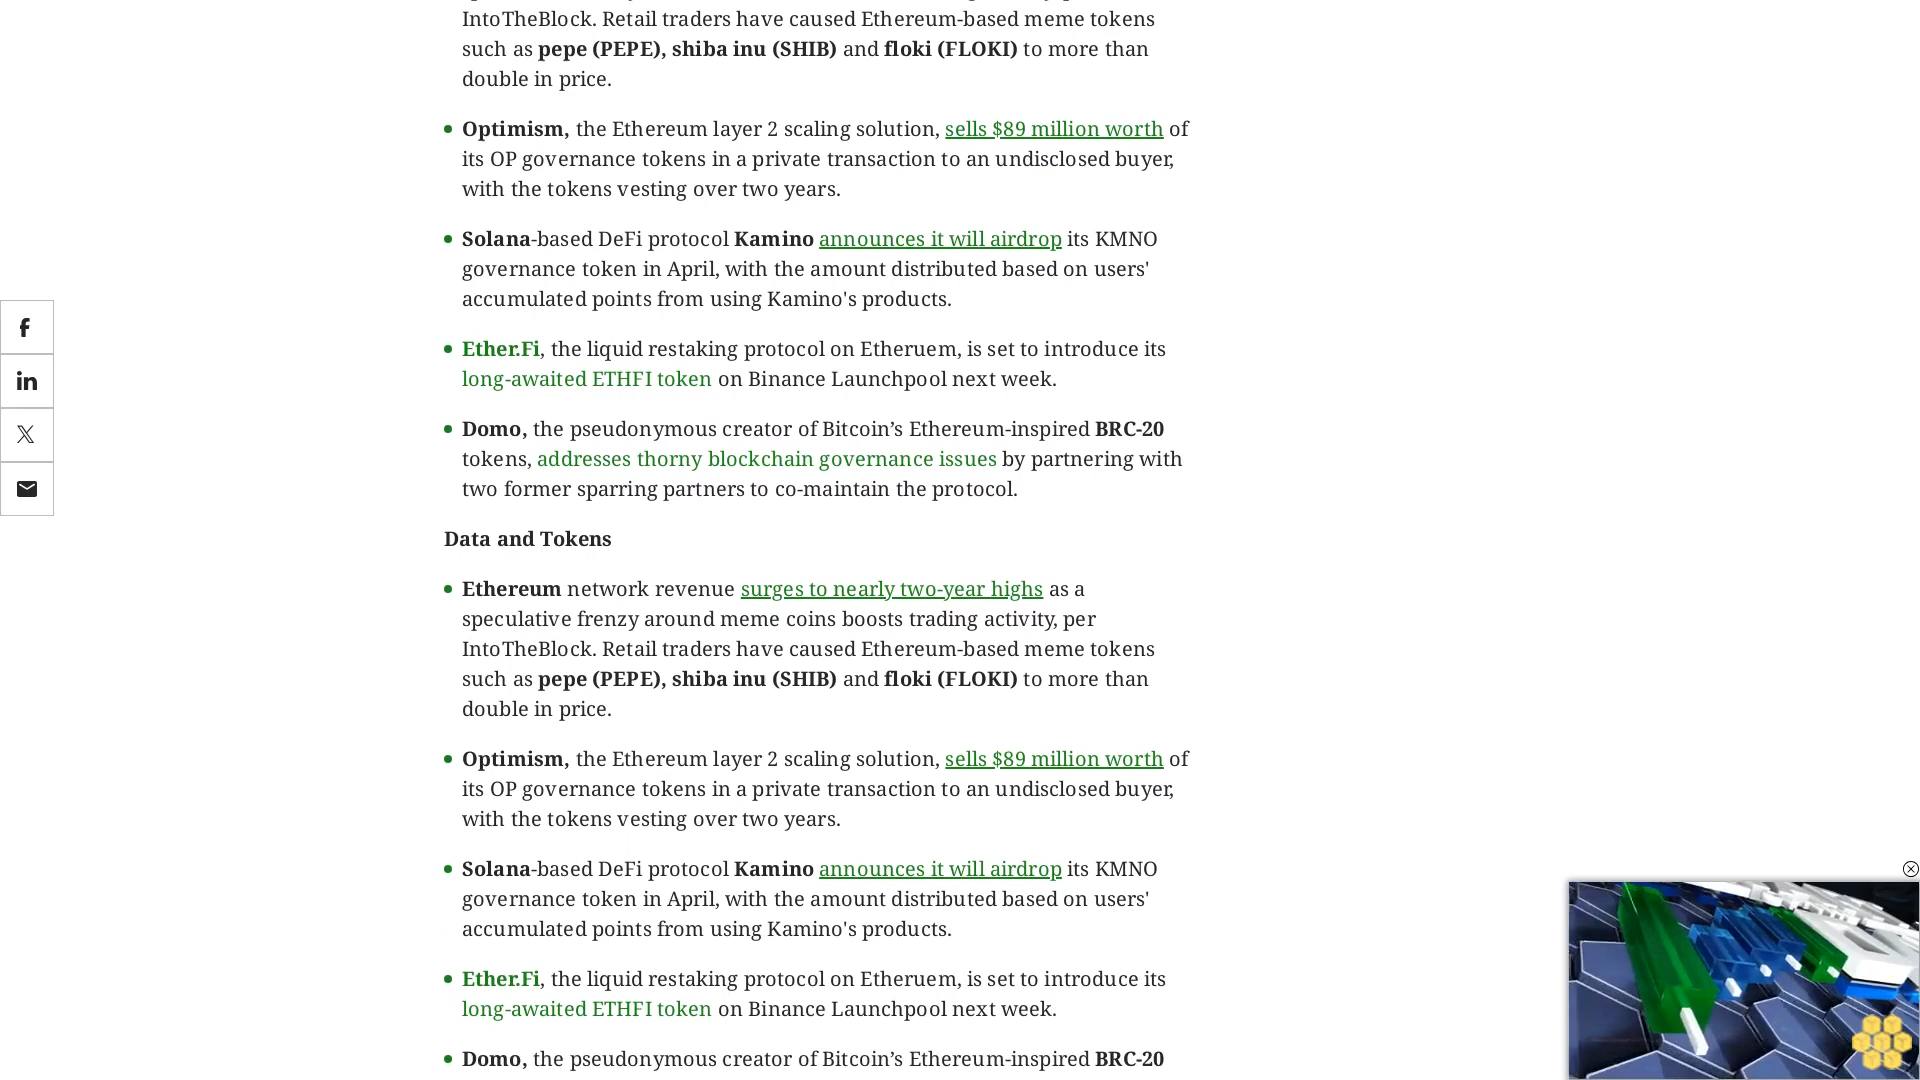 IntoTheBlock. Retail traders have caused Ethereum-based meme tokens
such as pepe (PEPE), shiba inu (SHIB) and floki (FLOKI) to more than
double in price.
Optimism, the Ethereum layer 2 scaling solution, sells $89 million worth of
its OP governance tokens in a private transaction to an undisclosed buyer,
with the tokens vesting over two years.
Solana-based DeFi protocol Kamino announces it will airdrop its KMNO
governance token in April, with the amount distributed based on users'
accumulated points from using Kamino's products.
Ether.Fi, the liquid restaking protocol on Etheruem, is set to introduce its
long-awaited ETHFI token on Binance Launchpool next week.
Domo, the pseudonymous creator of Bitcoin’s Ethereum-inspired BRC-20
tokens, addresses thorny blockchain governance issues by partnering with
two former sparring partners to co-maintain the protocol.
Data and Tokens
Ethereum network revenue surges to nearly two-year highs as a
speculative frenzy around meme coins boosts trading activity, per
IntoTheBlock. Retail traders have caused Ethereum-based meme tokens
such as pepe (PEPE), shiba inu (SHIB) and floki (FLOKI) to more than
double in price.
Optimism, the Ethereum layer 2 scaling solution, sells $89 million worth of
its OP governance tokens in a private transaction to an undisclosed buyer,
with the tokens vesting over two years.
Solana-based DeFi protocol Kamino announces it will airdrop its KMNO
governance token in April, with the amount distributed based on users'
accumulated points from using Kamino's products.
Ether.Fi, the liquid restaking protocol on Etheruem, is set to introduce its
long-awaited ETHFI token on Binance Launchpool next week.
Domo, the pseudonymous creator of Bitcoin’s Ethereum-inspired BRC-20